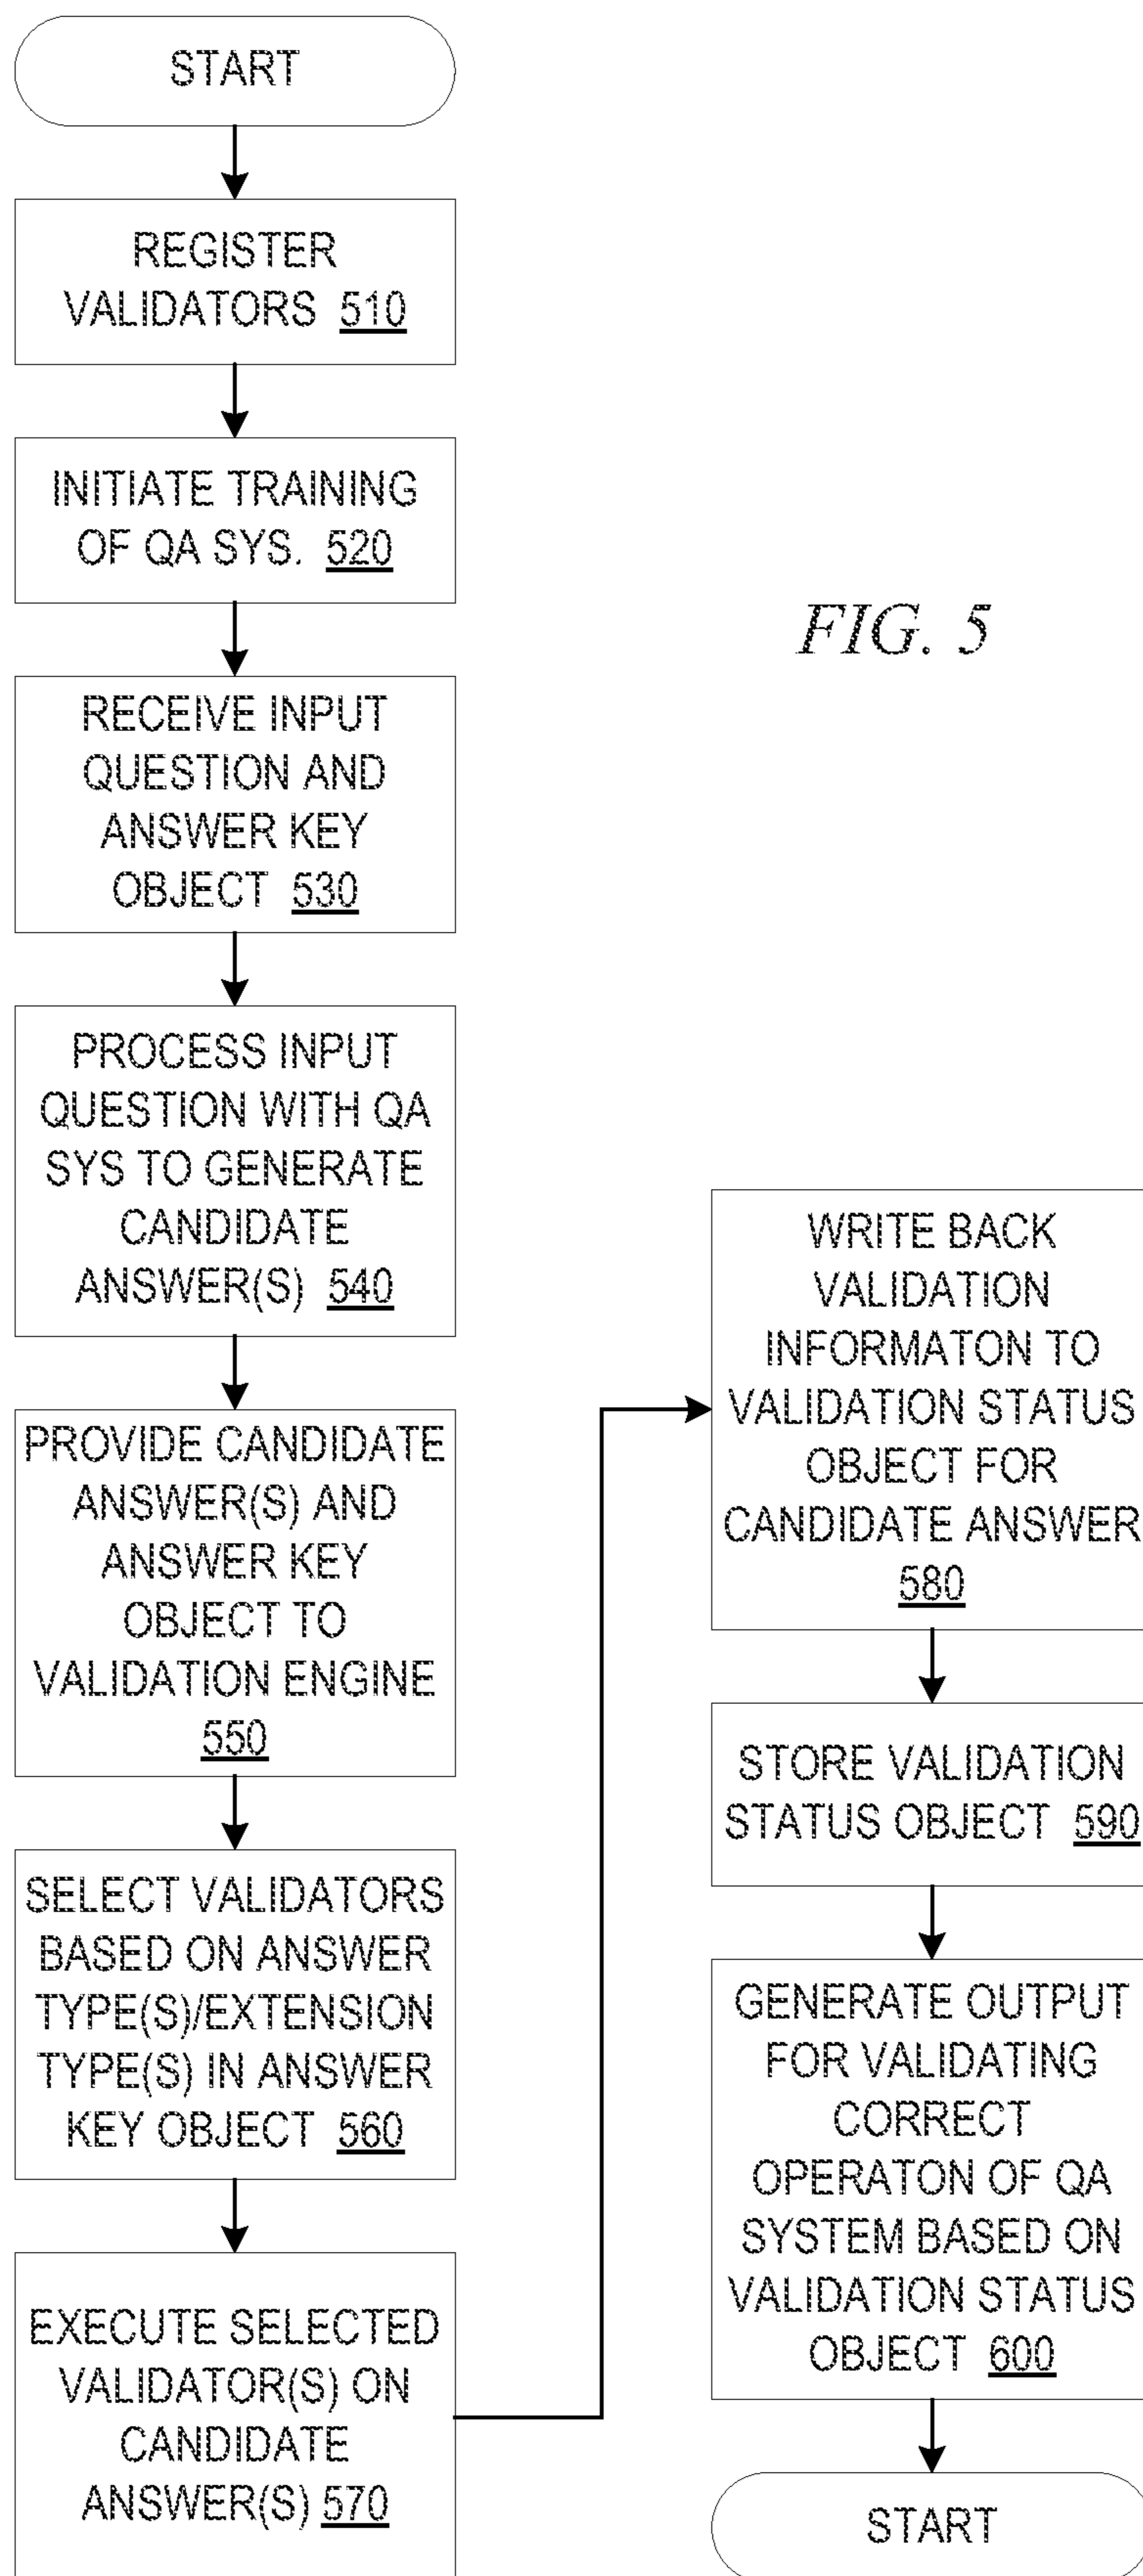 START
REGISTER
VALIDATORS 510
INITIATE TRAINING
OF QA SYS. 520
RECEIVE INPUT
QUESTION AND
ANSWER KEY
OBJECT 530
PROCESS INPUT
QUESTION WITH QA
SYS TO GENERATE
CANDIDATE
ANSWER(S) 540
PROVIDE CANDIDATE
ANSWER(S) AND
ANSWER KEY
OBJECT TO
VALIDATION ENGINE
550
SELECT VALIDATORS
BASED ON ANSWER
TYPE(S)/EXTENSION
TYPE(S) IN ANSWER
KEY OBJECT 560
EXECUTE SELECTED
VALIDATOR(S) ON
CANDIDATE
ANSWER(S) 570
FIG. 5
WRITE BACK
VALIDATION
INFORMATON TO
VALIDATION STATUS
OBJECT FOR
CANDIDATE ANSWER
580
STORE VALIDATION
STATUS OBJECT 590
GENERATE OUTPUT
FOR VALIDATING
CORRECT
OPERATON OF QA
SYSTEM BASED ON
VALIDATION STATUS
OBJECT 600
START